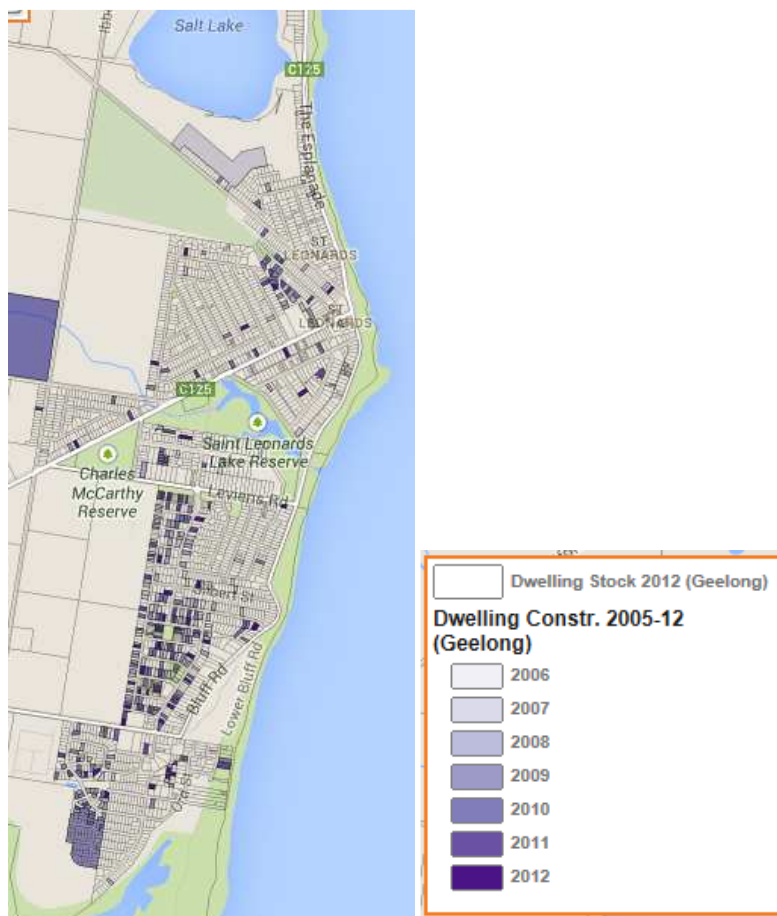 Salt Lake
C125
The Esplanade
ST
LEONARDS
ST
LEONARDS
C125
Saint Leonards
Lake Reserve
Charles
McCarthy
Reserve
Leviens Rd
Bluff Rd
Lower Bluff Rd
Dwelling Stock 2012 (Geelong)
Dwelling Constr. 2005-12
(Geelong)
2006
2007
2008
2009
2010
2011
2012